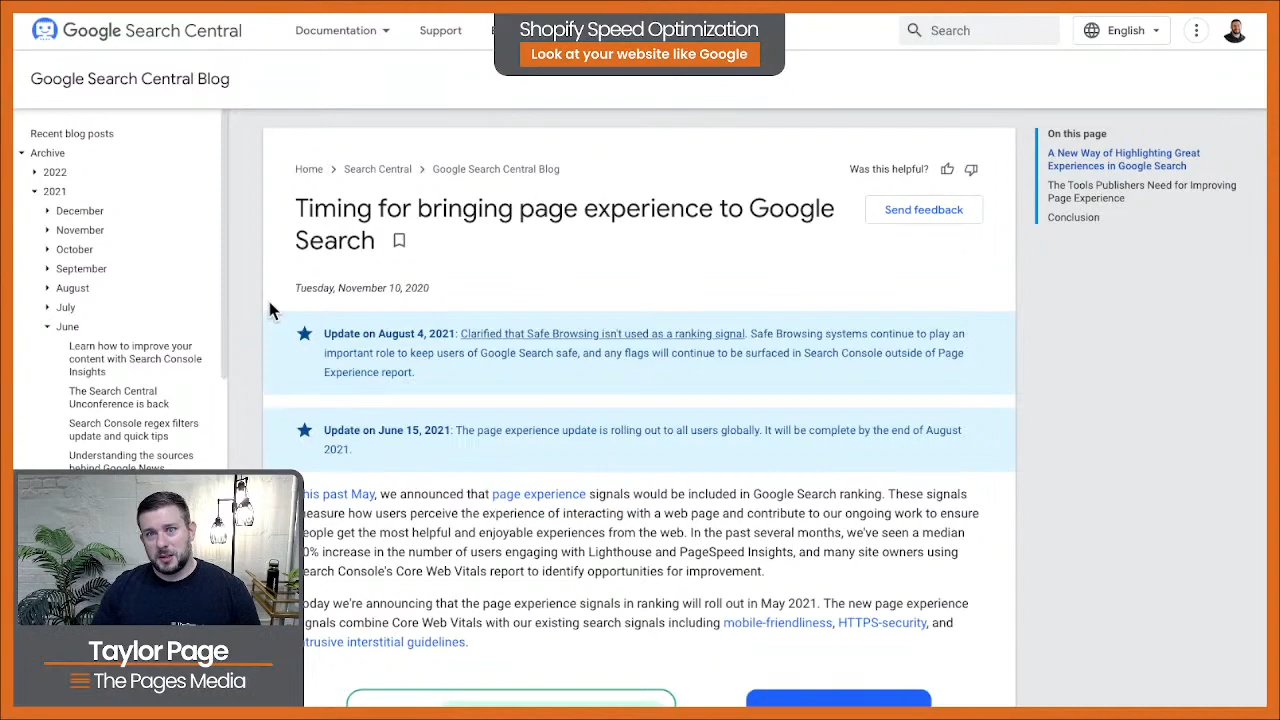 Google Search Central
Documentation
Support
Shopify Speed Optimization
Look at your website like Google
Search
English
Google Search Central Blog
Recent blog posts
Archive
2022
2021
December
November
October
September
August
July
June
Learn how to improve your
content with Search Console
Insights
The Search Central
Unconference is back
Search Console regex filters
update and quick tips
Understanding the sources
behind Google News
Home
Search Central
Google Search Central Blog
Was this helpful?
Timing for bringing page experience to Google
Search
Send feedback
Tuesday, November 10, 2020
Update on August 4, 2021: Clarified that Safe Browsing isn't used as a ranking signal. Safe Browsing systems continue to play an
important role to keep users of Google Search safe, and any flags will continue to be surfaced in Search Console outside of Page
Experience report.
Update on June 15, 2021: The page experience update is rolling out to all users globally. It will be complete by the end of August
2021.
his past May, we announced that page experience signals would be included in Google Search ranking. These signals
measure how users perceive the experience of interacting with a web page and contribute to our ongoing work to ensure
eople get the most helpful and enjoyable experiences from the web. In the past several months, we've seen a median
0% increase in the number of users engaging with Lighthouse and PageSpeed Insights, and many site owners using
earch Console's Core Web Vitals report to identify opportunities for improvement.
oday we're announcing that the page experience signals in ranking will roll out in May 2021. The new page experience
ignals combine Core Web Vitals with our existing search signals including mobile-friendliness, HTTPS-security, and
trusive interstitial guidelines.
On this page
A New Way of Highlighting Great
Experiences in Google Search
The Tools Publishers Need for Improving
Page Experience
Conclusion
Taylor Page
The Pages Media